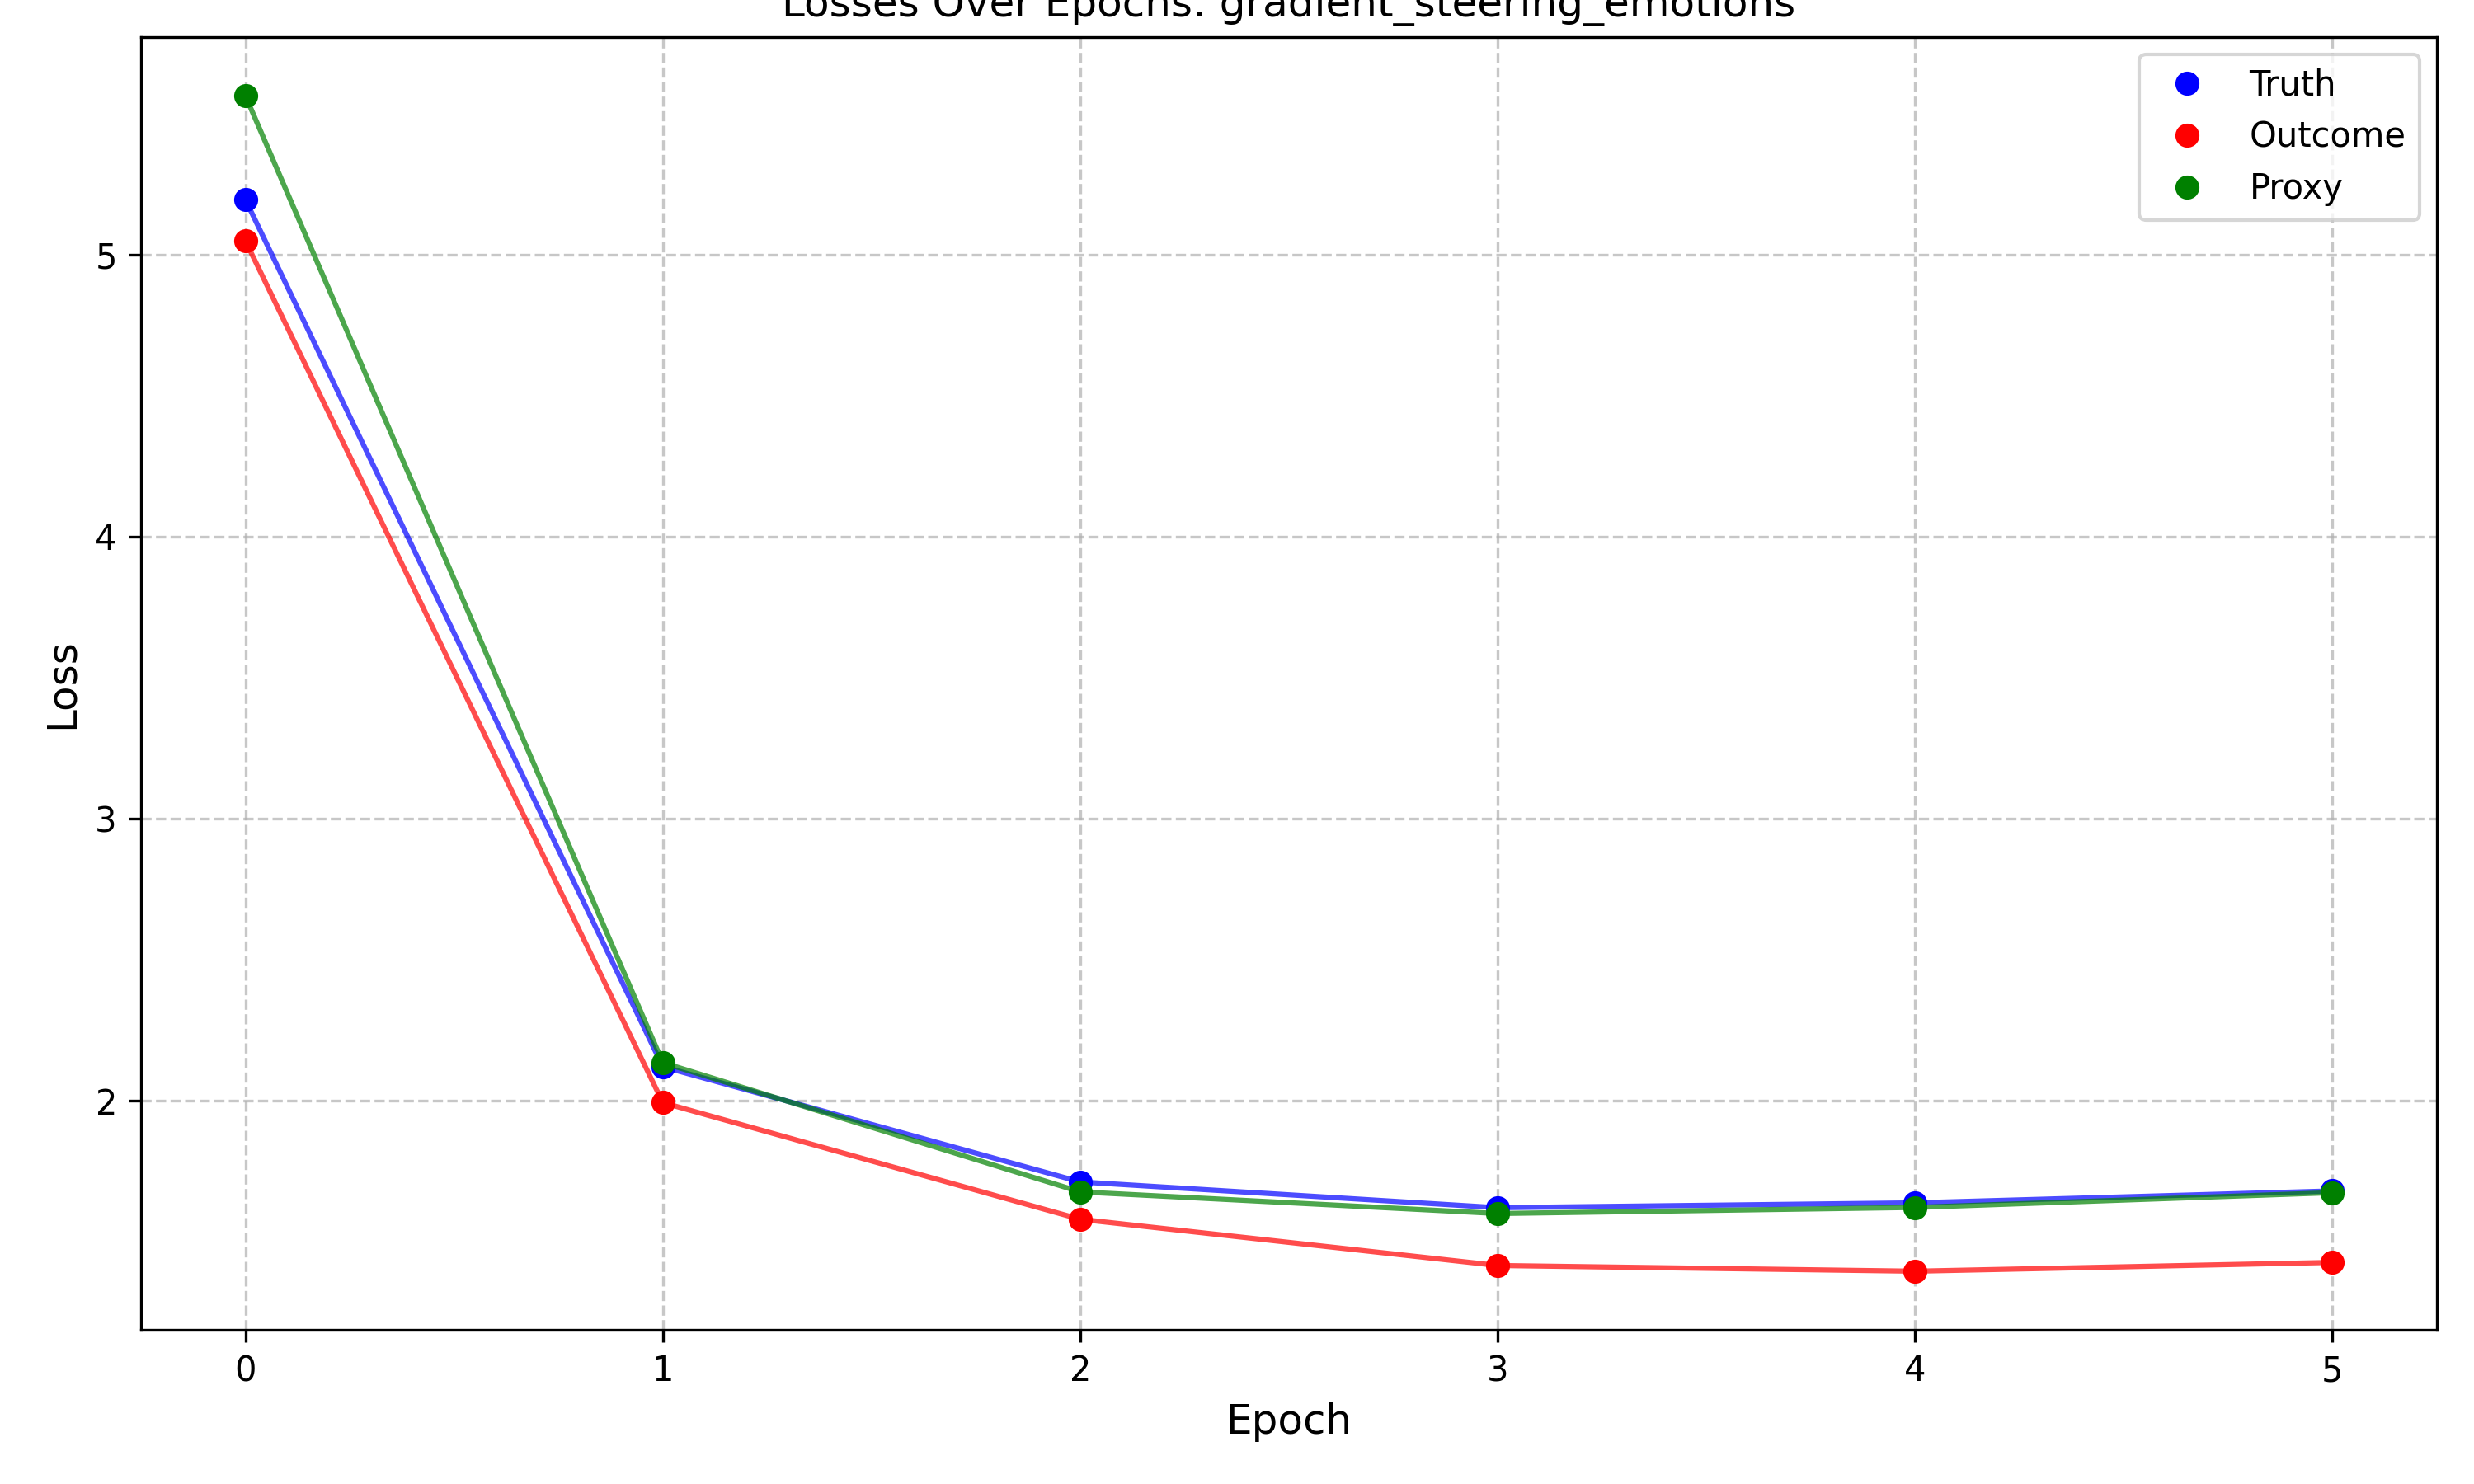 Losses Over Epochs: gradient_steering_emotions
Truth
Outcome
Proxy
5
4
3
2
Loss
0 1 2 3 4 5
Epoch